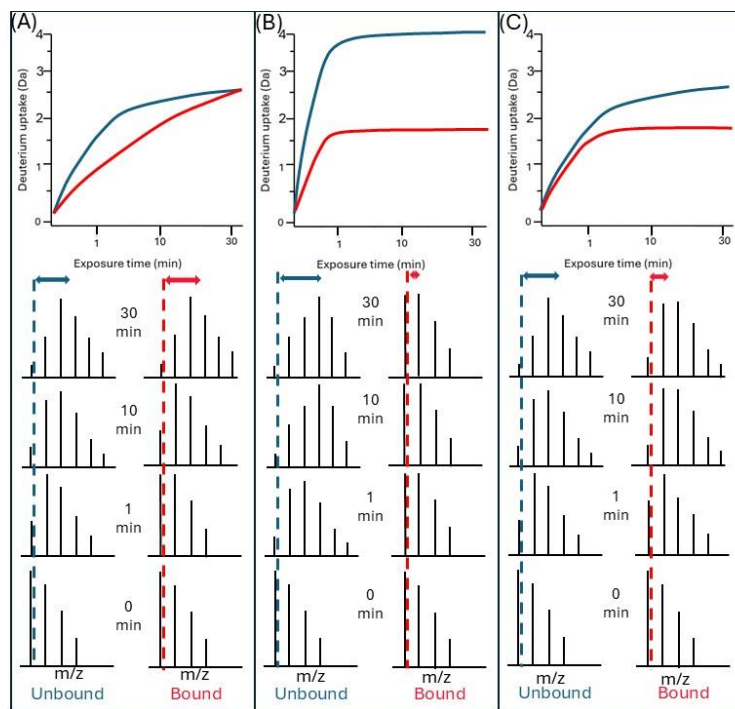 (A)
4
3
2
1
0
Deuterium uptake (Da)
1 10 30
Exposure time (min)
30
min
10
min
1
min
0
min
m/z m/z
Unbound Bound
(B)
4
3
2
1
0
Deuterium uptake (Da)
1 10 30
Exposure time (min)
30
min
10
min
1
min
0
min
m/z m/z
Unbound Bound
(C)
4
3
2
1
0
Deuterium uptake (Da)
1 10 30
Exposure time (min)
30
min
10
min
1
min
0
min
m/z m/z
Unbound Bound